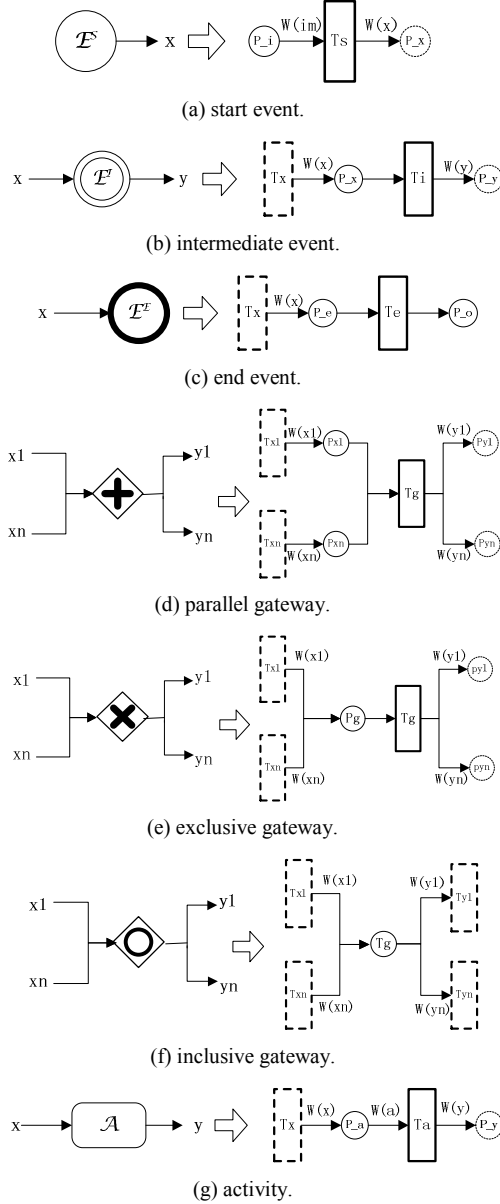 ℰˢ x P_i W(im) Ts W(x) P_x
(a) start event.
x ℰᴵ y Tx W(x) P_x Ti W(y) P_y
(b) intermediate event.
x ℰᴱ Tx W(x) P_e Te P_o
(c) end event.
x1 y1 Tx1 W(x1) Px1 W(y1) Py1
Tg
xn yn Txn W(xn) Pxn W(yn) Pyn
(d) parallel gateway.
x1 y1 Tx1 W(x1) W(y1) py1
Pg Tg
xn yn Txn W(xn) W(yn) pyn
(e) exclusive gateway.
x1 y1 Tx1 W(x1) W(y1) Ty1
Tg
xn yn Txn W(xn) W(yn) Tyn
(f) inclusive gateway.
x 𝒜 y Tx W(x) P_a W(a) Ta W(y) P_y
(g) activity.